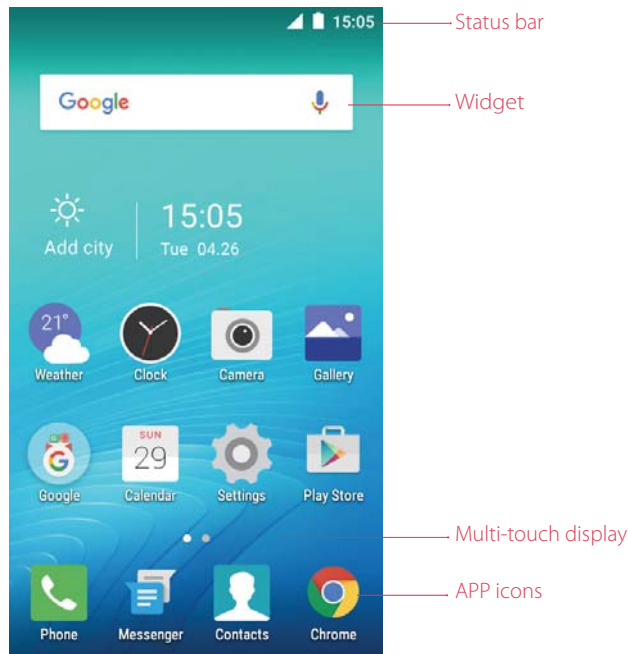 15:05 Status bar
Google Widget
15:05
Add city Tue 04.26
21°
Weather Clock Camera Gallery
SUN
29
G
Google Calendar Settings Play Store
Multi-touch display
APP icons
Phone Messenger Contacts Chrome